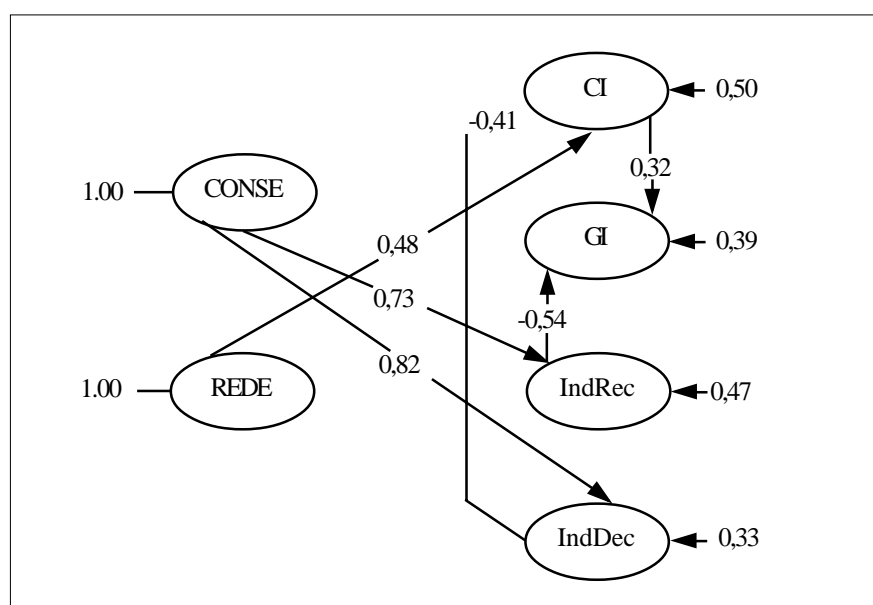 CI
0,50
-0,41
0,32
1.00
CONSE
0,48
GI
0,39
0,73
-0,54
0,82
1.00
REDE
IndRec
0,47
IndDec
0,33